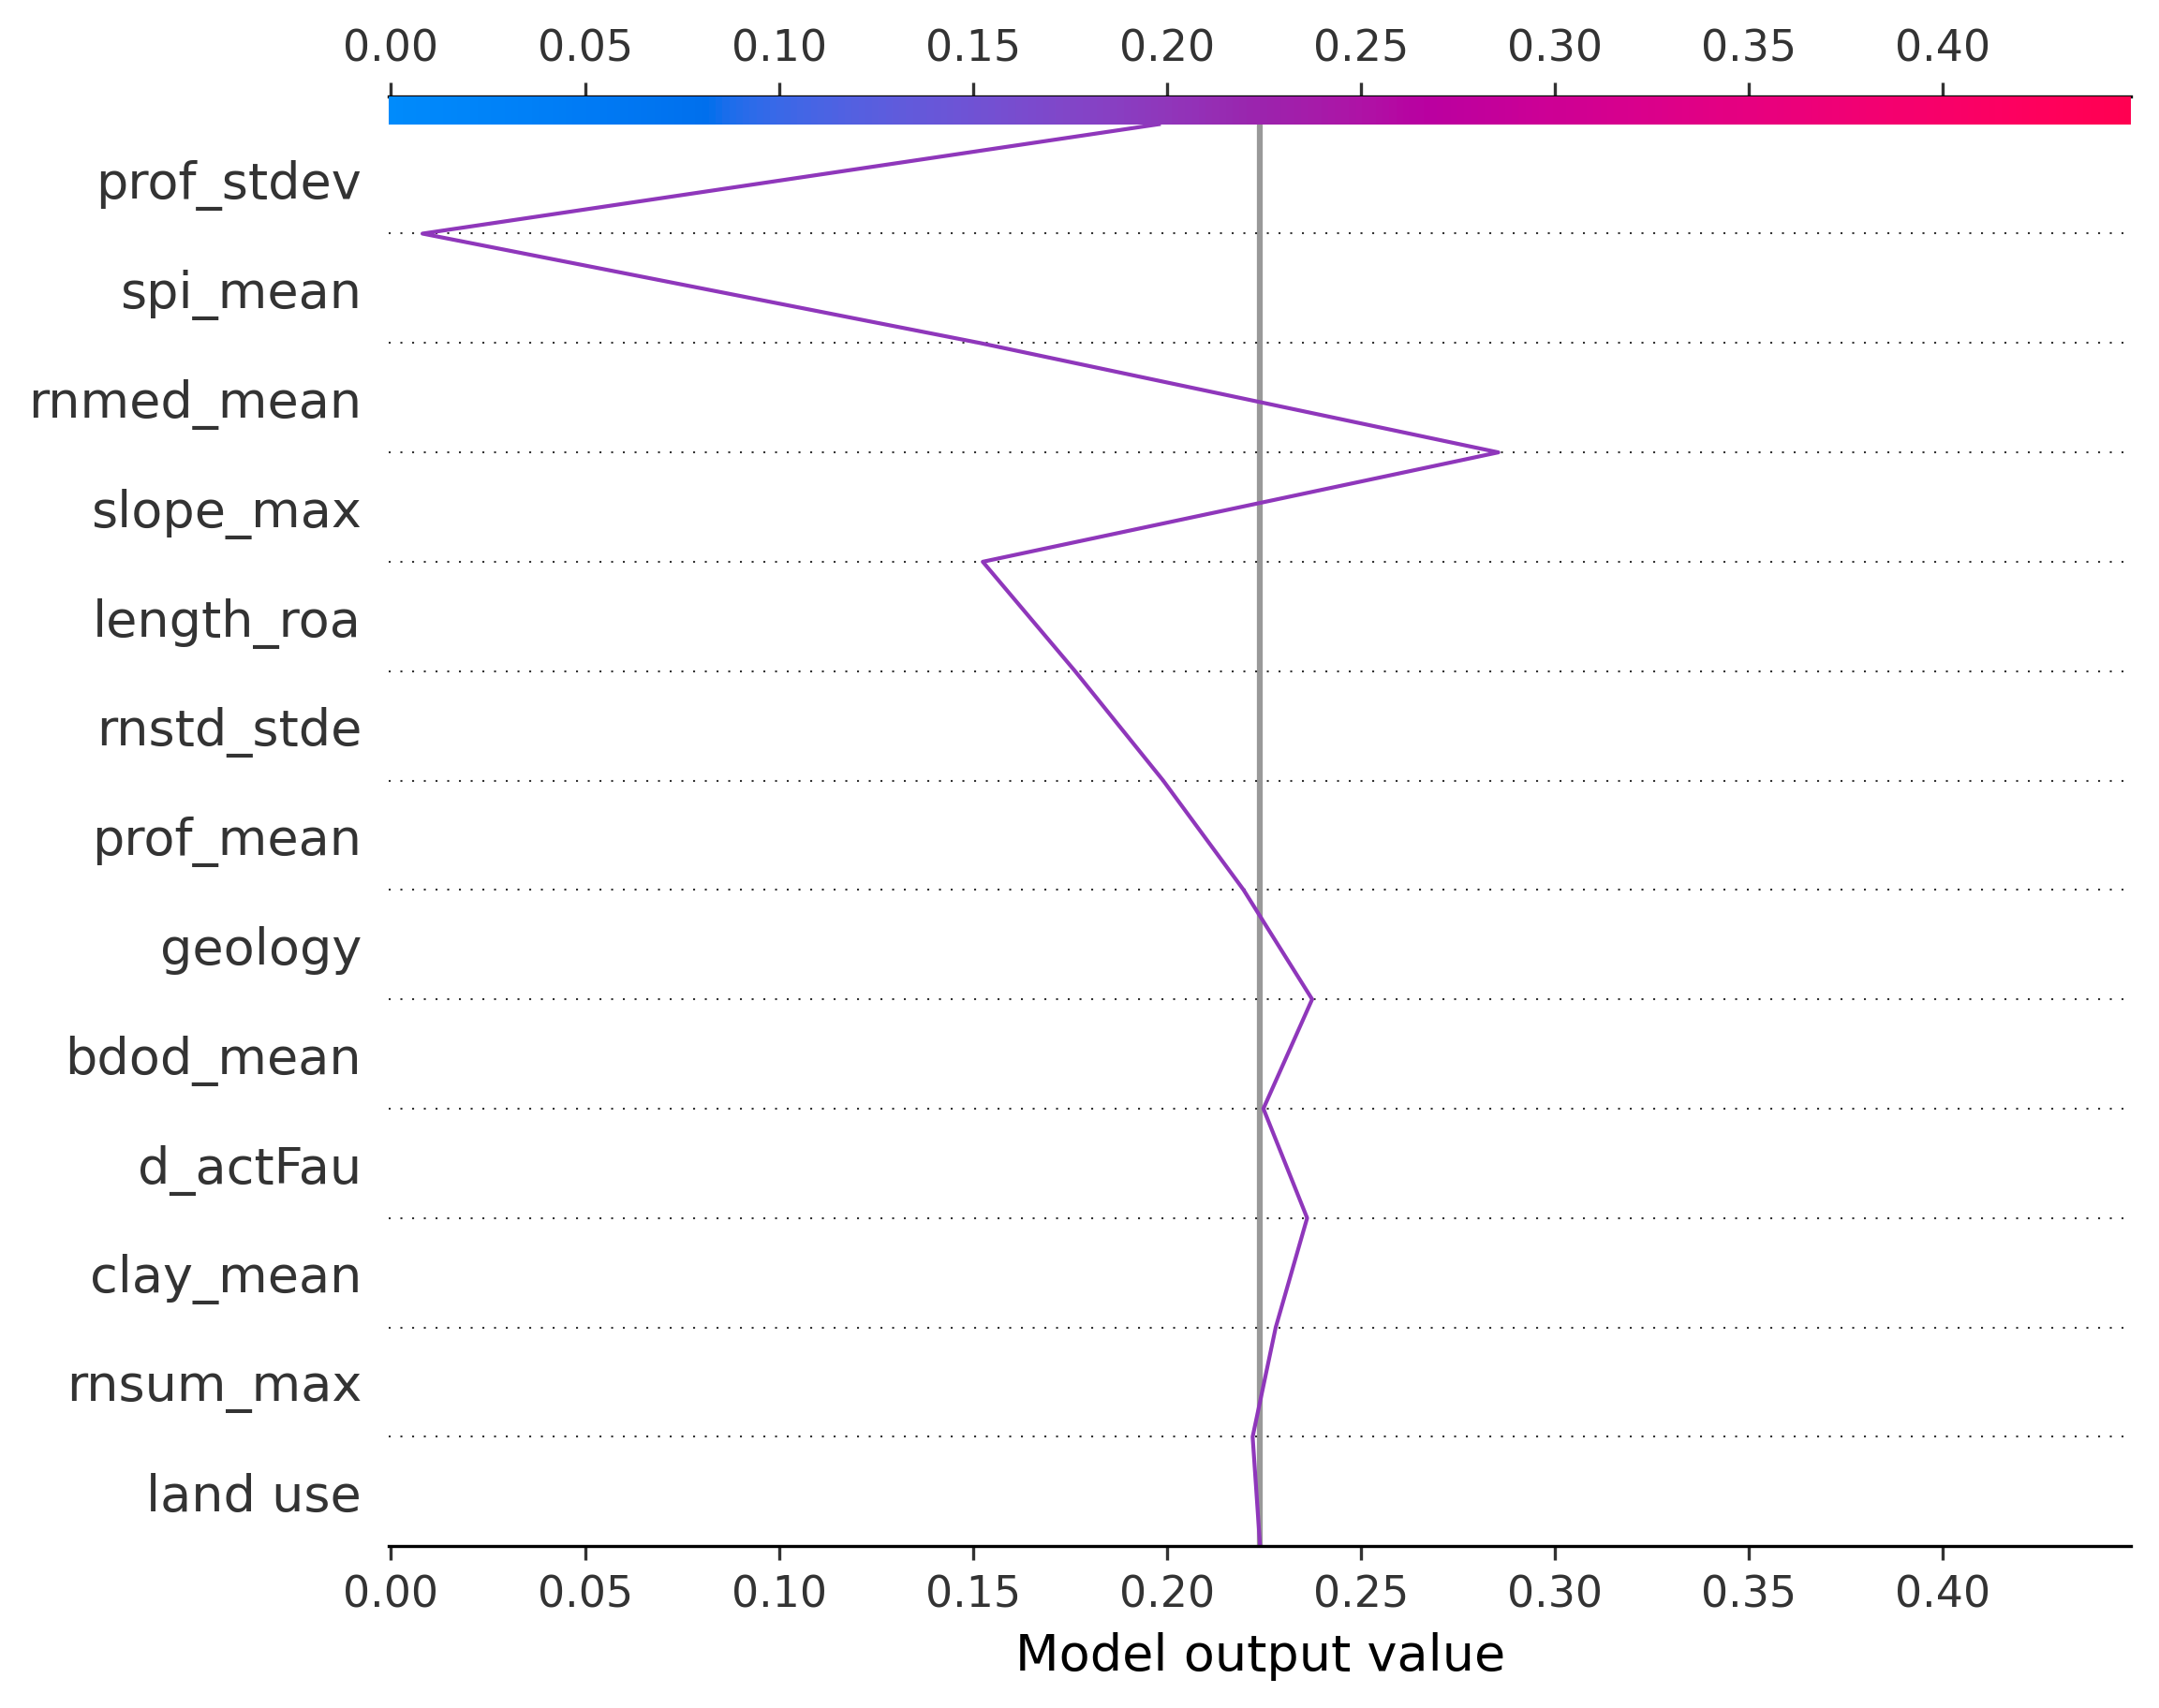 0.00 0.05 0.10 0.15 0.20 0.25 0.30 0.35 0.40
prof_stdev
spi_mean
rnmed_mean
slope_max
length_roa
rnstd_stde
prof_mean
geology
bdod_mean
d_actFau
clay_mean
rnsum_max
land use
0.00 0.05 0.10 0.15 0.20 0.25 0.30 0.35 0.40
Model output value